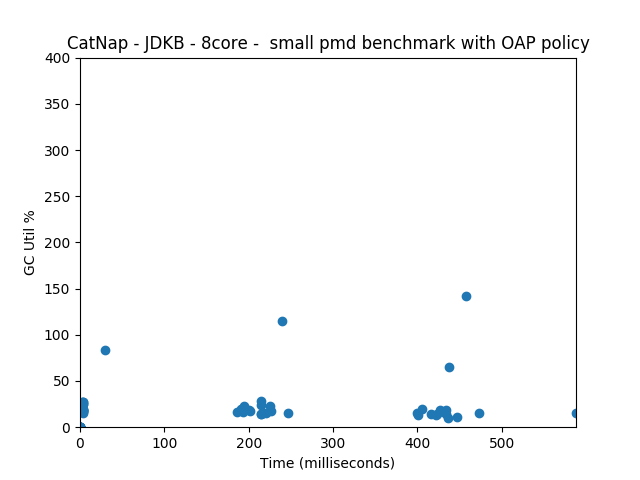 CatNap - JDKB - 8core -  small pmd benchmark with OAP policy
400
350
300
250
200
150
100
50
0
GC Util %
0 100 200 300 400 500
Time (milliseconds)